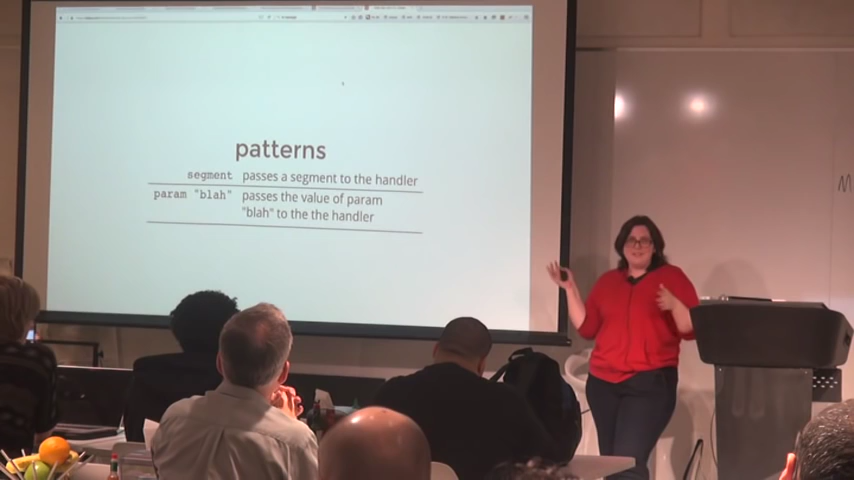 patterns
segment passes a segment to the handler
param "blah" passes the value of param
"blah" to the the handler
M